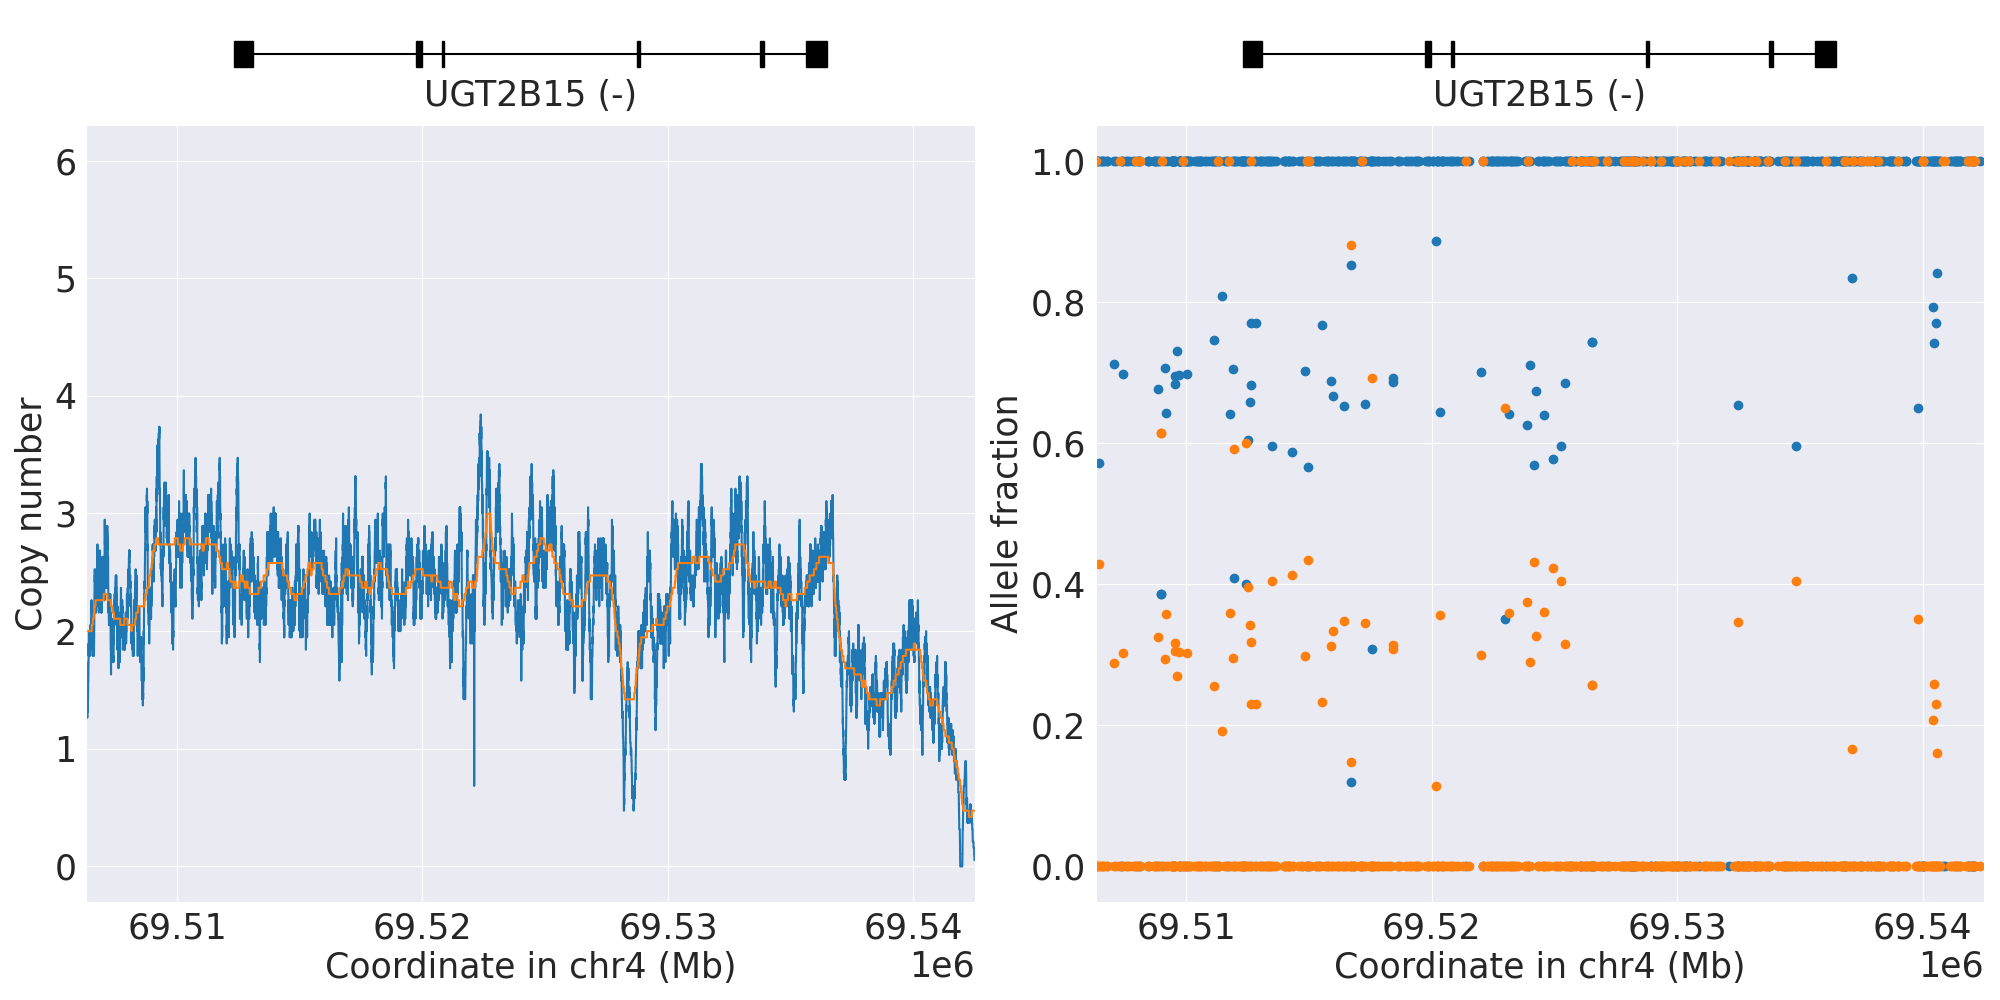 UGT2B15 (-)
UGT2B15 (-)
Copy number
6
5
4
3
2
1
0
69.51 69.52 69.53 69.54
Coordinate in chr4 (Mb) 1e6
Allele fraction
1.0
0.8
0.6
0.4
0.2
0.0
69.51 69.52 69.53 69.54
Coordinate in chr4 (Mb) 1e6